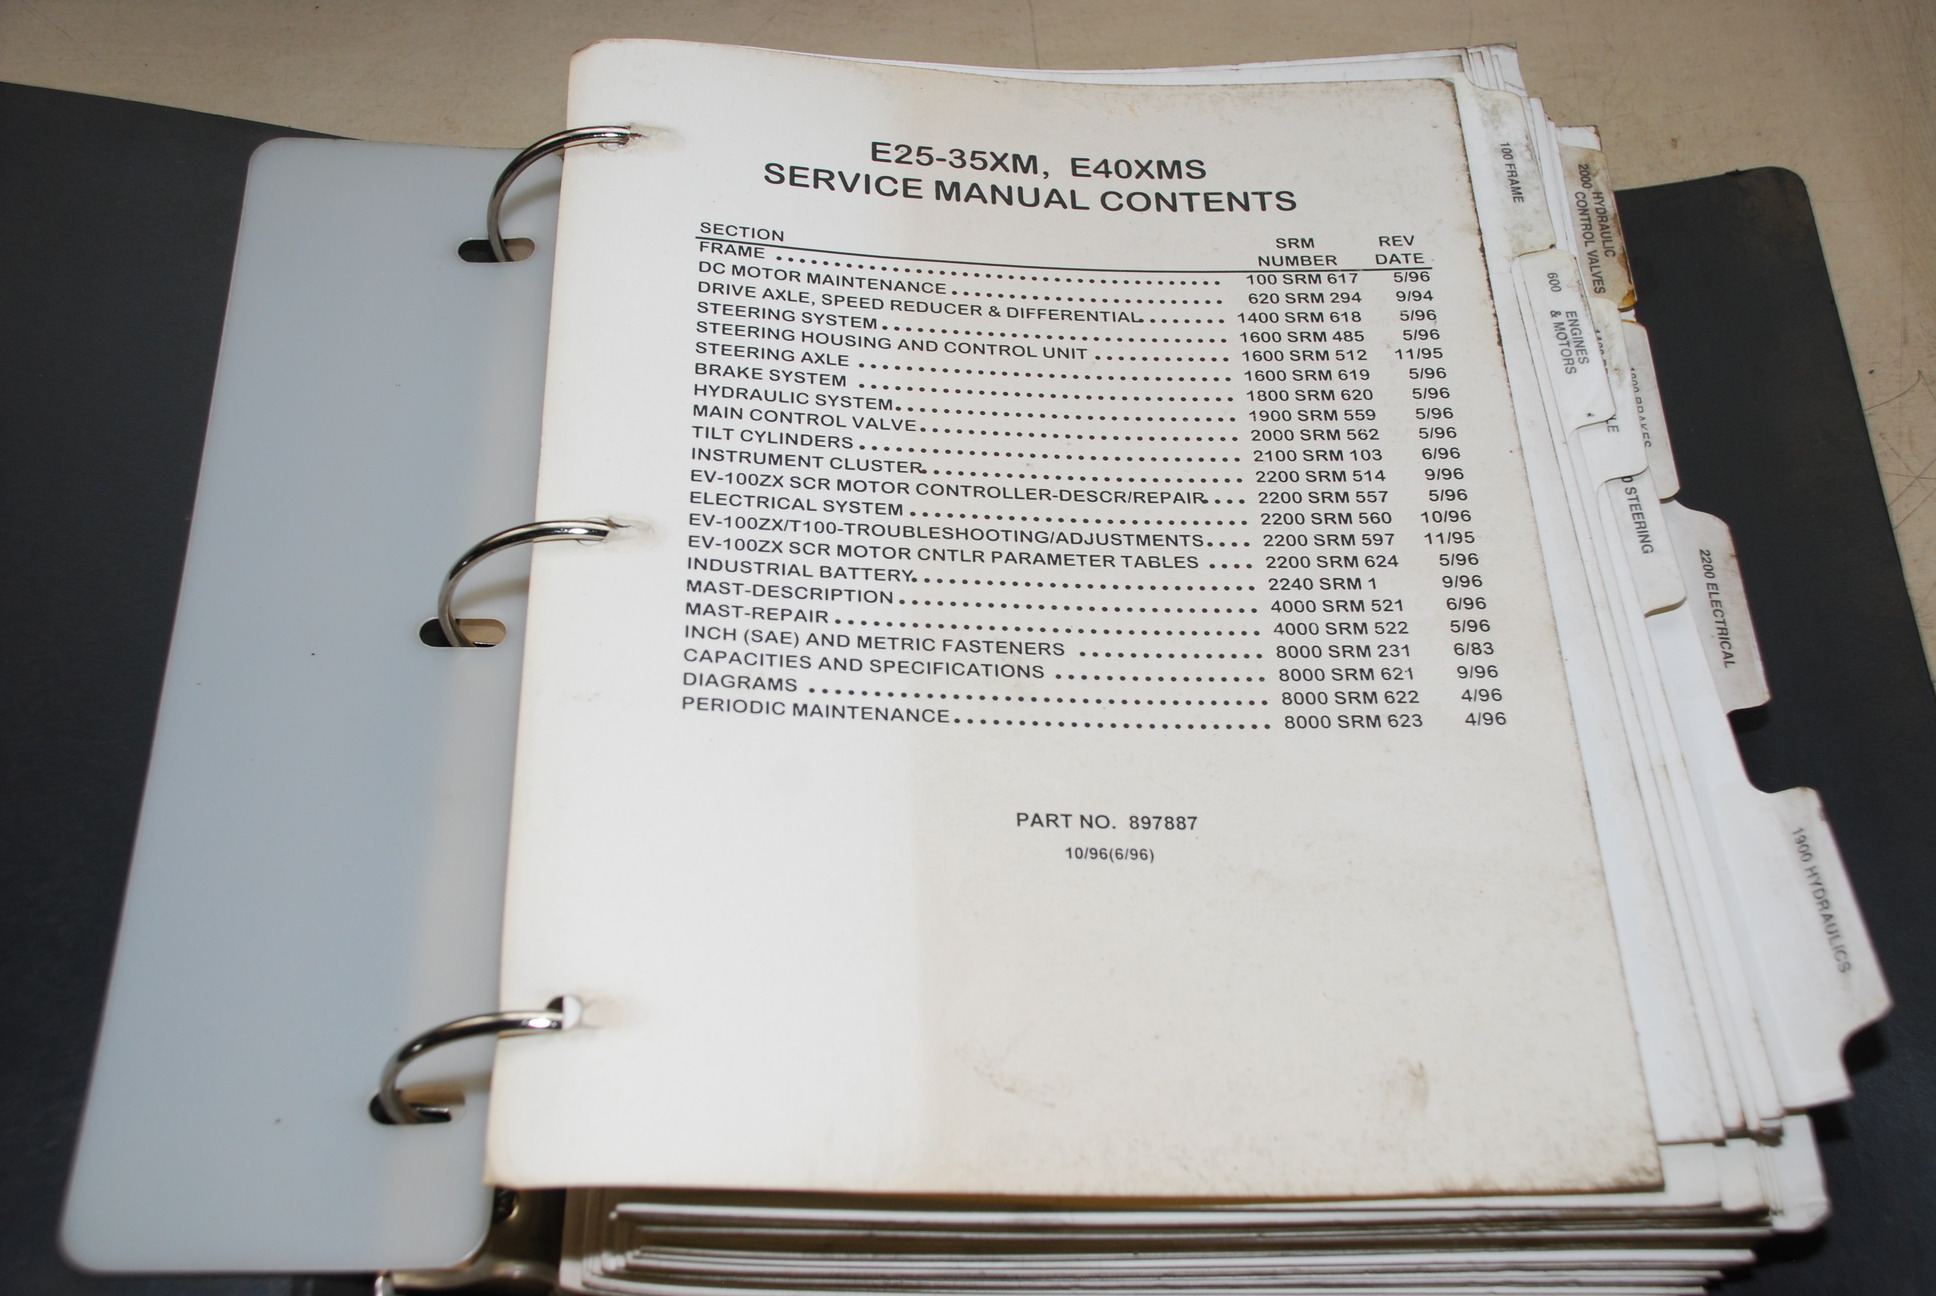 E25-35XM, E40XMS
SERVICE MANUAL CONTENTS
SECTION SRM NUMBER REV DATE
FRAME 100 SRM 617 5/96
DC MOTOR MAINTENANCE 620 SRM 294 9/94
DRIVE AXLE, SPEED REDUCER & DIFFERENTIAL 1400 SRM 618 5/96
STEERING SYSTEM 1600 SRM 485 5/96
STEERING HOUSING AND CONTROL UNIT 1600 SRM 512 11/95
STEERING AXLE 1600 SRM 619 5/96
BRAKE SYSTEM 1800 SRM 620 5/96
HYDRAULIC SYSTEM 1900 SRM 559 5/96
MAIN CONTROL VALVE 2000 SRM 562 5/96
TILT CYLINDERS 2100 SRM 103 6/96
INSTRUMENT CLUSTER 2200 SRM 514 9/96
EV-100ZX SCR MOTOR CONTROLLER-DESCR/REPAIR 2200 SRM 557 5/96
ELECTRICAL SYSTEM 2200 SRM 560 10/96
EV-100ZX/T100-TROUBLESHOOTING/ADJUSTMENTS 2200 SRM 597 11/95
EV-100ZX SCR MOTOR CNTLR PARAMETER TABLES 2200 SRM 624 5/96
INDUSTRIAL BATTERY 2240 SRM 1 9/96
MAST-DESCRIPTION 4000 SRM 521 6/96
MAST-REPAIR 4000 SRM 522 5/96
INCH (SAE) AND METRIC FASTENERS 8000 SRM 231 6/83
CAPACITIES AND SPECIFICATIONS 8000 SRM 621 9/96
DIAGRAMS 8000 SRM 622 4/96
PERIODIC MAINTENANCE 8000 SRM 623 4/96
PART NO. 897887
10/96(6/96)
100 FRAME
2000 HYDRAULIC
CONTROL VALVES
600 ENGINES
& MOTORS
STEERING
2200 ELECTRICAL
1900 HYDRAULICS